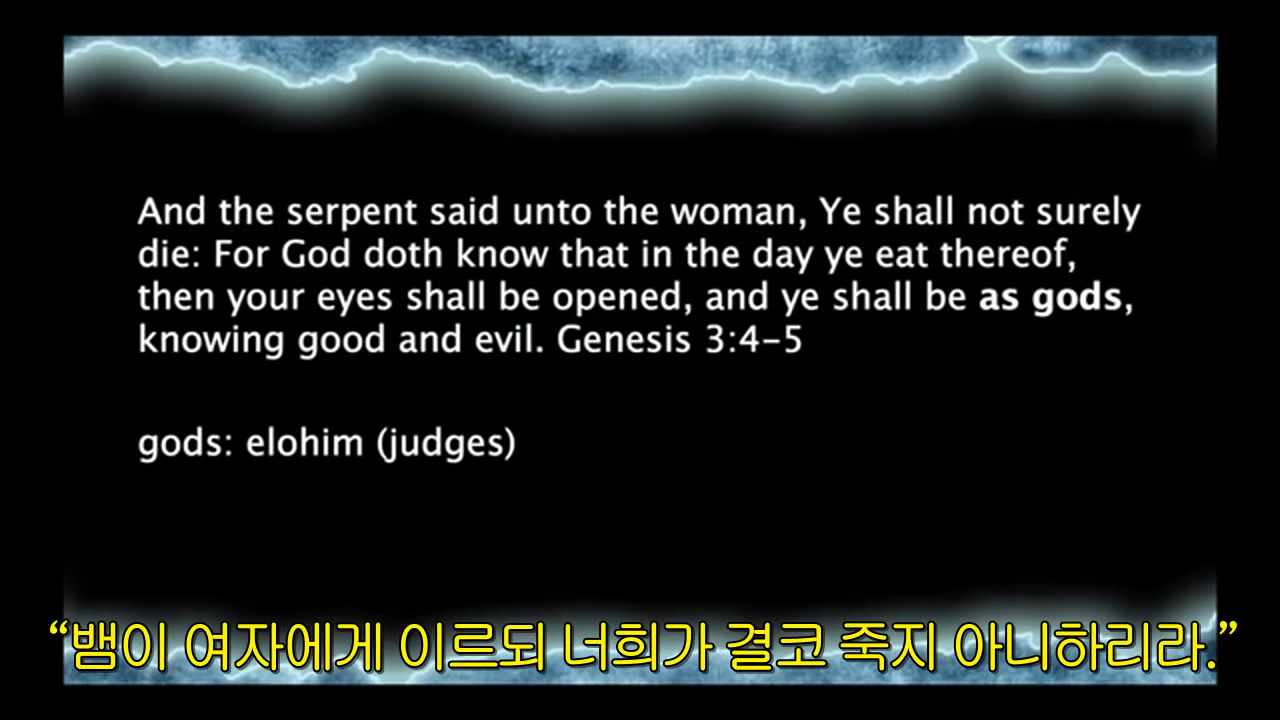 And the serpent said unto the woman, Ye shall not surely
die: For God doth know that in the day ye eat thereof,
then your eyes shall be opened, and ye shall be as gods,
knowing good and evil. Genesis 3:4–5
gods: elohim (judges)
“뱀이 여자에게 이르되 너희가 결코 죽지 아니하리라.”